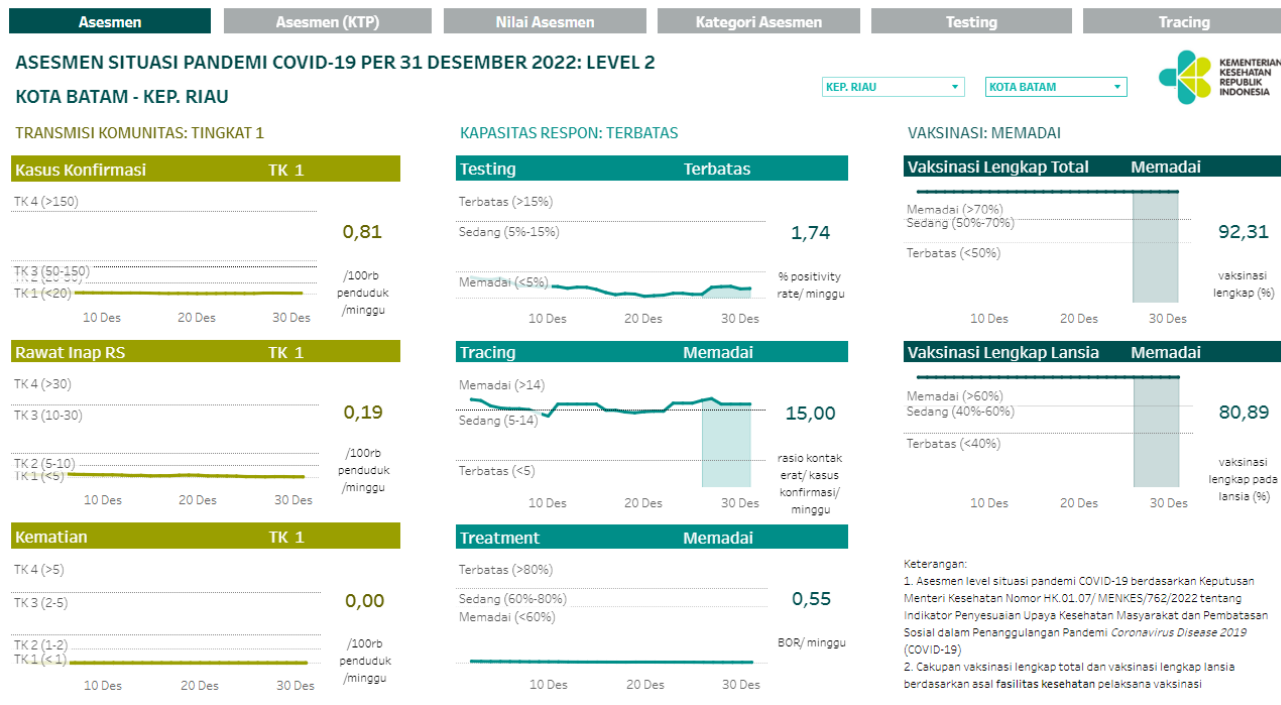 Asesmen
Asesmen (KTP)
Nilai Asesmen
Kategori Asesmen
Testing
Tracing
ASESMEN SITUASI PANDEMI COVID-19 PER 31 DESEMBER 2022: LEVEL 2
KOTA BATAM - KEP. RIAU
KEP. RIAU
KOTA BATAM
KEMENTERIAN
KESEHATAN
REPUBLIK
INDONESIA
TRANSMISI KOMUNITAS: TINGKAT 1
Kasus Konfirmasi TK 1
TK 4 (>150)
TK 3 (50-150)
TK 1 (<20)
0,81
/100rb
penduduk
/minggu
10 Des 20 Des 30 Des
Rawat Inap RS TK 1
TK 4 (>30)
TK 3 (10-30)
TK 2 (5-10)
TK 1 (<5)
0,19
/100rb
penduduk
/minggu
10 Des 20 Des 30 Des
Kematian TK 1
TK 4 (>5)
TK 3 (2-5)
TK 2 (1-2)
TK 1 (<1)
0,00
/100rb
penduduk
/minggu
10 Des 20 Des 30 Des
KAPASITAS RESPON: TERBATAS
Testing Terbatas
Terbatas (>15%)
Sedang (5%-15%)
Memadai (<5%)
1,74
% positivity
rate/ minggu
10 Des 20 Des 30 Des
Tracing Memadai
Memadai (>14)
Sedang (5-14)
Terbatas (<5)
15,00
rasio kontak
erat/ kasus
konfirmasi/
minggu
10 Des 20 Des 30 Des
Treatment Memadai
Terbatas (>80%)
Sedang (60%-80%)
Memadai (<60%)
0,55
BOR/ minggu
10 Des 20 Des 30 Des
VAKSINASI: MEMADAI
Vaksinasi Lengkap Total Memadai
Memadai (>70%)
Sedang (50%-70%)
Terbatas (<50%)
92,31
vaksinasi
lengkap (%)
10 Des 20 Des 30 Des
Vaksinasi Lengkap Lansia Memadai
Memadai (>60%)
Sedang (40%-60%)
Terbatas (<40%)
80,89
vaksinasi
lengkap pada
lansia (%)
10 Des 20 Des 30 Des
Keterangan:
1. Asesmen level situasi pandemi COVID-19 berdasarkan Keputusan
Menteri Kesehatan Nomor HK.01.07/ MENKES/762/2022 tentang
Indikator Penyesuaian Upaya Kesehatan Masyarakat dan Pembatasan
Sosial dalam Penanggulangan Pandemi Coronavirus Disease 2019
(COVID-19)
2. Cakupan vaksinasi lengkap total dan vaksinasi lengkap lansia
berdasarkan asal fasilitas kesehatan pelaksana vaksinasi